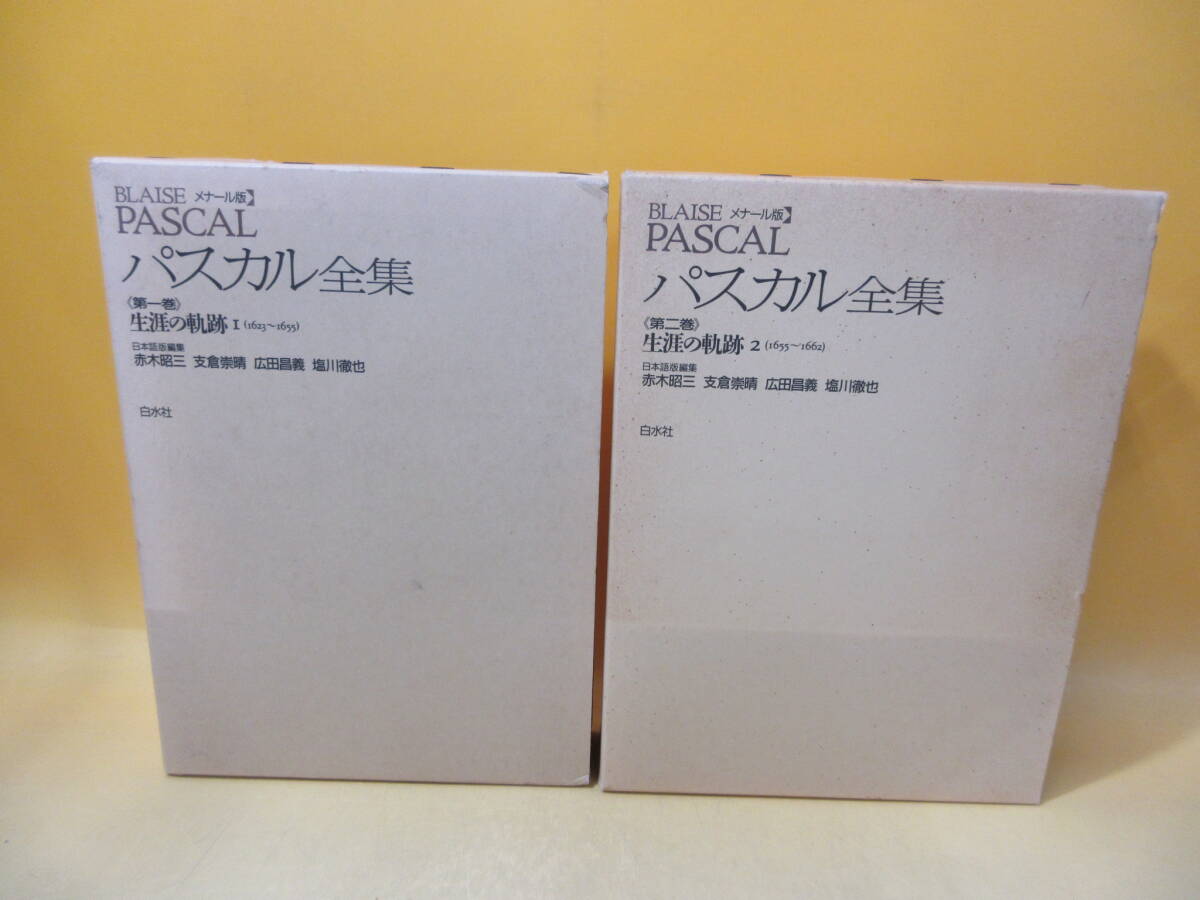 BLAISE メナール版
PASCAL
パスカル全集
《第一巻》
生涯の軌跡 1 (1623〜1655)
日本語版編集
赤木昭三 支倉崇晴 広田昌義 塩川徹也
白水社
BLAISE メナール版
PASCAL
パスカル全集
《第二巻》
生涯の軌跡 2 (1655〜1662)
日本語版編集
赤木昭三 支倉崇晴 広田昌義 塩川徹也
白水社